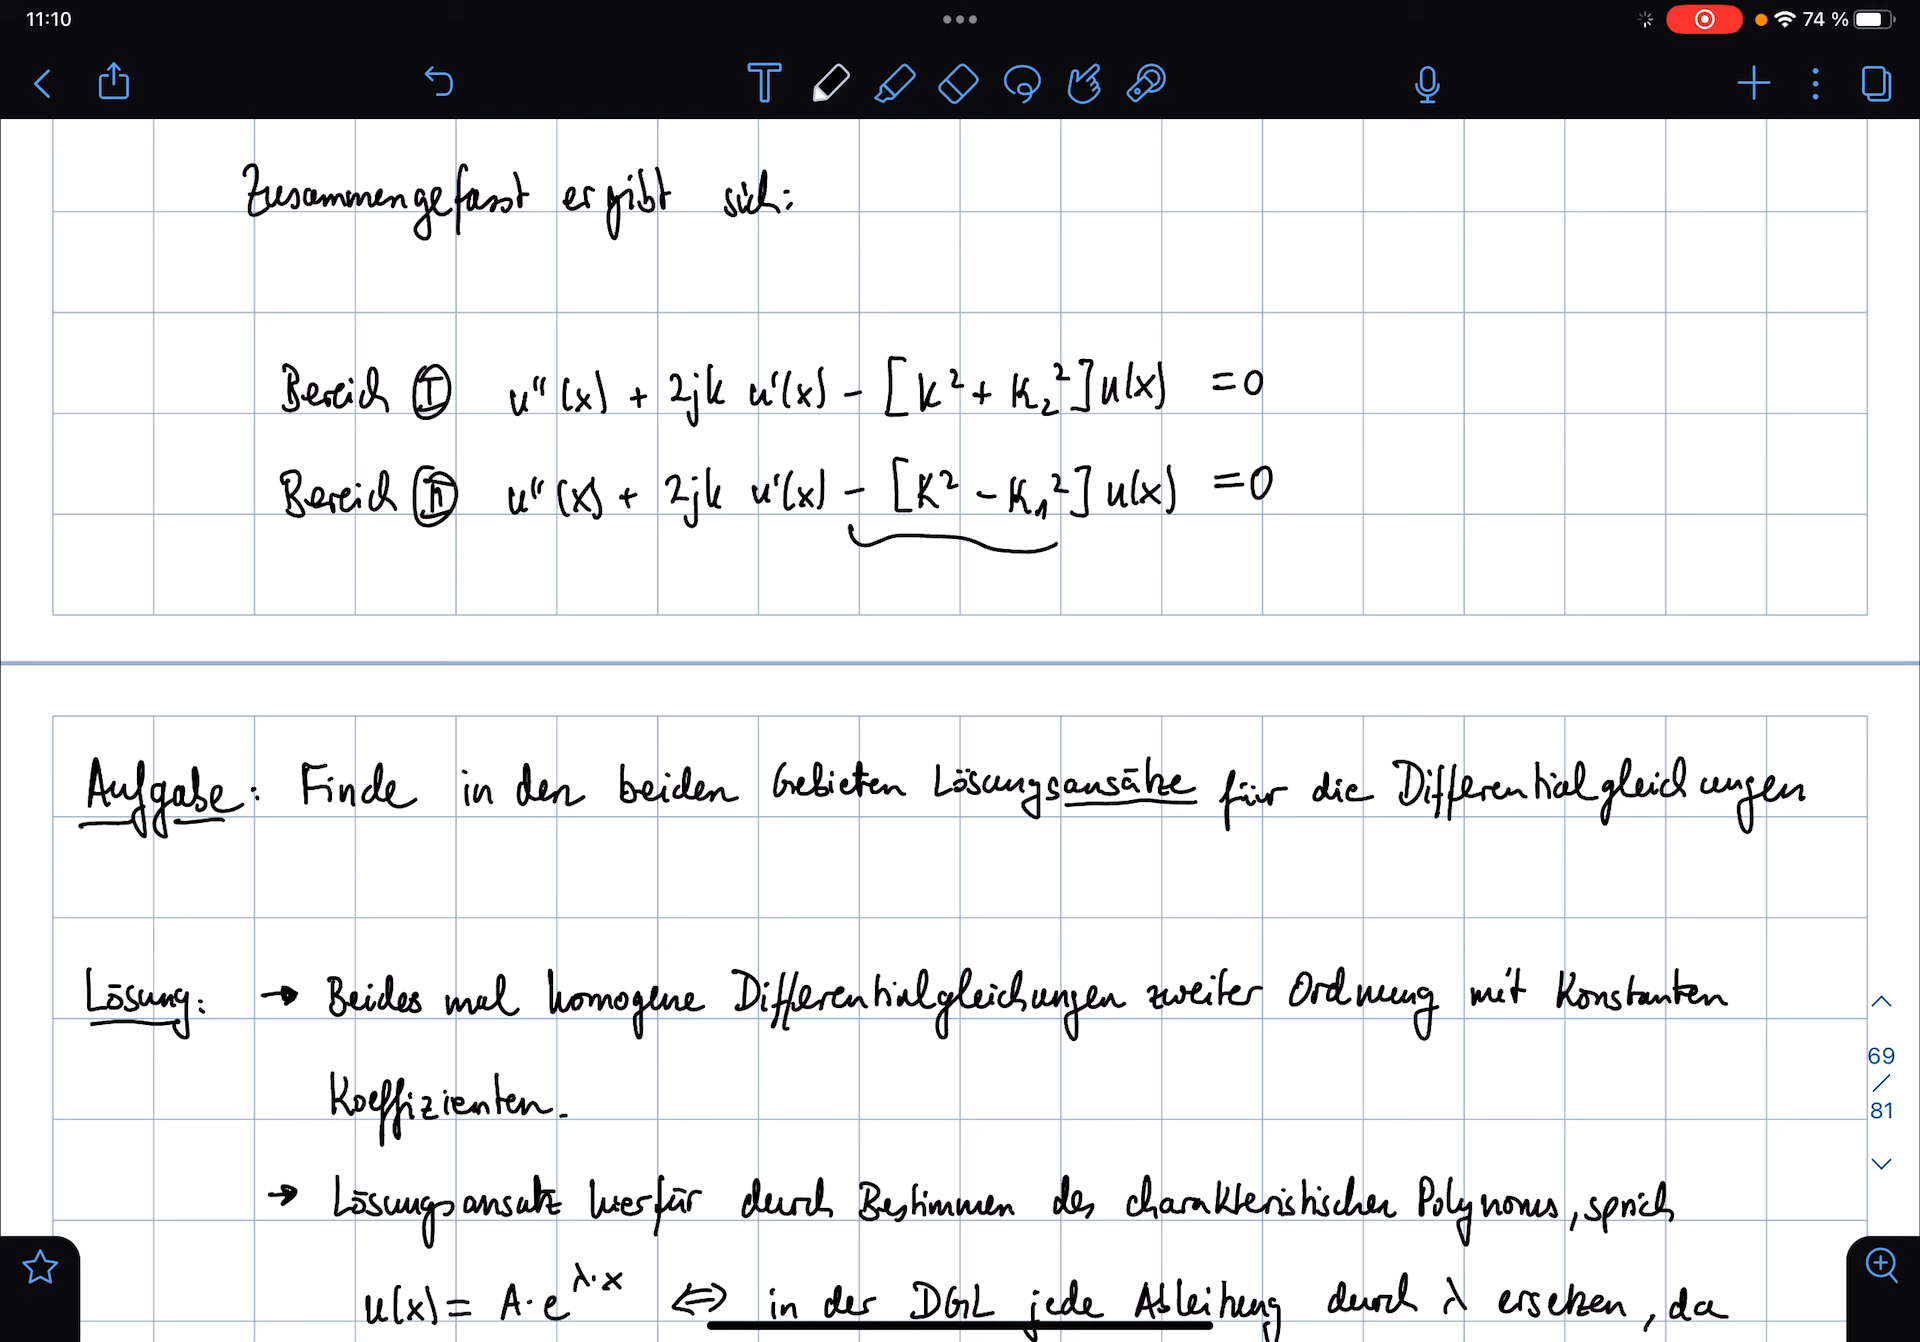 11:10
74 %
Zusammengefasst ergibt sich:
Bereich Ⓘ u''(x) + 2jk u'(x) - [k² + K₂²] u(x) = 0
Bereich Ⓘ̄Ⓘ u''(x) + 2jk u'(x) - [K² - K₁²] u(x) = 0
Aufgabe: Finde in den beiden Gebieten Lösungsansätze für die Differentialgleichungen
Lösung: → Beides mal homogene Differentialgleichungen zweiter Ordnung mit Konstanten
69
Koeffizienten.
/
81
→ Lösungsansatz hierfür durch Bestimmen des charakteristischen Polynoms, sprich
u(x) = A · e^λ·x ⇔ in der DGL jede Ableitung durch λ ersetzen, da